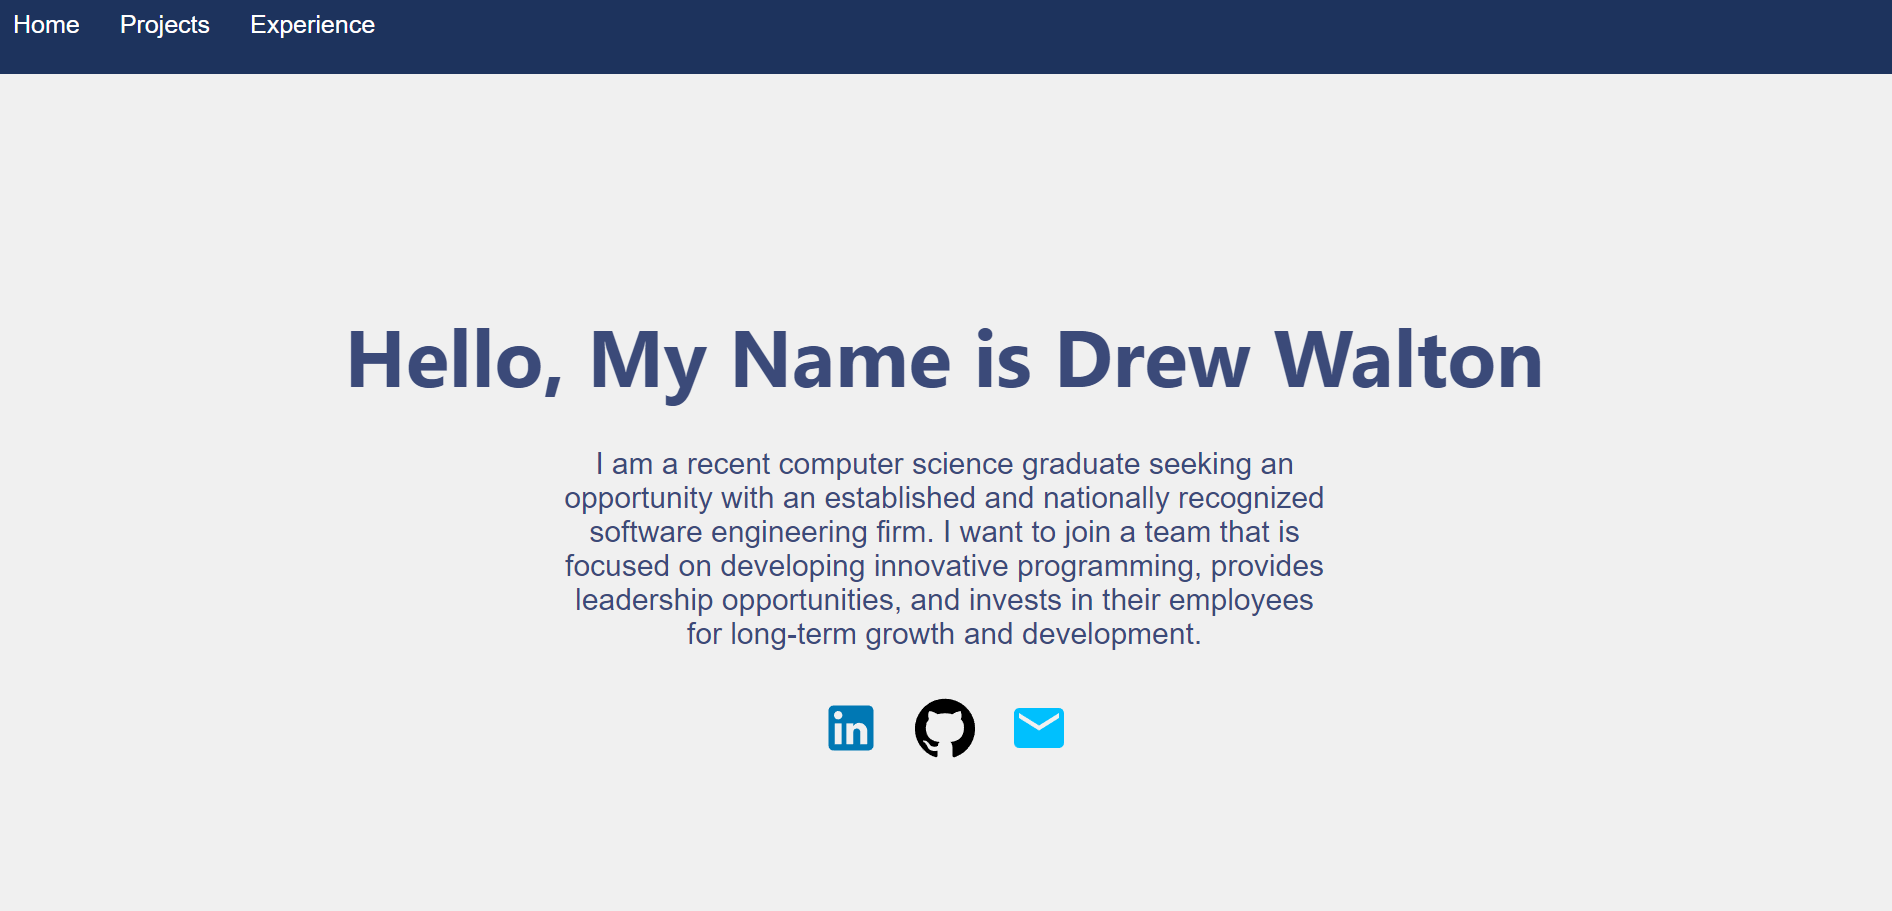 Home Projects Experience
Hello, My Name is Drew Walton
I am a recent computer science graduate seeking an
opportunity with an established and nationally recognized
software engineering firm. I want to join a team that is
focused on developing innovative programming, provides
leadership opportunities, and invests in their employees
for long-term growth and development.
in